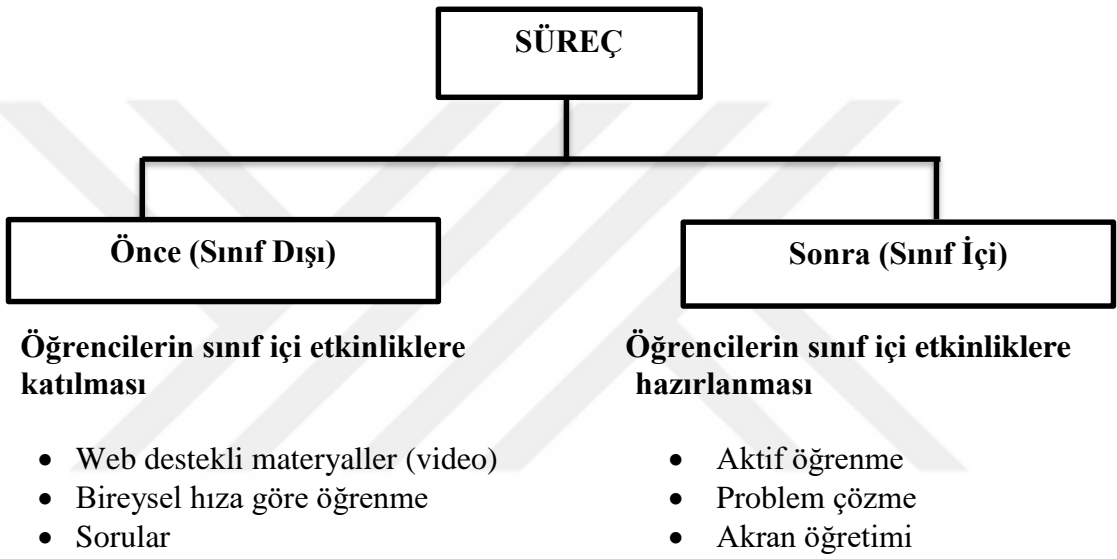 SÜREÇ
Önce (Sınıf Dışı)
Sonra (Sınıf İçi)
Öğrencilerin sınıf içi etkinliklere
katılması
• Web destekli materyaller (video)
• Bireysel hıza göre öğrenme
• Sorular
Öğrencilerin sınıf içi etkinliklere
hazırlanması
• Aktif öğrenme
• Problem çözme
• Akran öğretimi